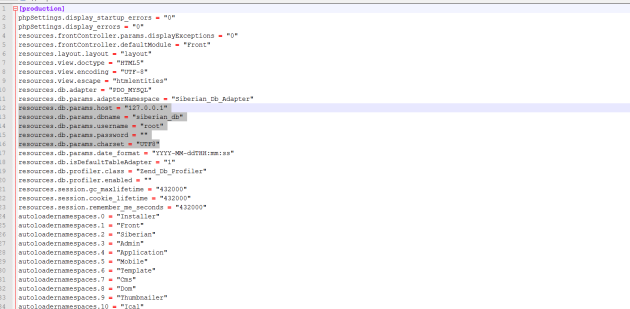 1 [production]
2 phpSettings.display_startup_errors = "0"
3 phpSettings.display_errors = "0"
4 resources.frontController.params.displayExceptions = "0"
5 resources.frontController.defaultModule = "Front"
6 resources.layout.layout = "layout"
7 resources.view.doctype = "HTML5"
8 resources.view.encoding = "UTF-8"
9 resources.view.escape = "htmlentities"
10 resources.db.adapter = "PDO_MYSQL"
11 resources.db.params.adapterNamespace = "Siberian_Db_Adapter"
12 resources.db.params.host = "127.0.0.1"
13 resources.db.params.dbname = "siberian_db"
14 resources.db.params.username = "root"
15 resources.db.params.password = ""
16 resources.db.params.charset = "UTF8"
17 resources.db.params.date_format = "YYYY-MM-ddTHH:mm:ss"
18 resources.db.isDefaultTableAdapter = "1"
19 resources.db.profiler.class = "Zend_Db_Profiler"
20 resources.db.profiler.enabled = ""
21 resources.session.gc_maxlifetime = "432000"
22 resources.session.cookie_lifetime = "432000"
23 resources.session.remember_me_seconds = "432000"
24 autoloadernamespaces.0 = "Installer"
25 autoloadernamespaces.1 = "Front"
26 autoloadernamespaces.2 = "Siberian"
27 autoloadernamespaces.3 = "Admin"
28 autoloadernamespaces.4 = "Application"
29 autoloadernamespaces.5 = "Mobile"
30 autoloadernamespaces.6 = "Template"
31 autoloadernamespaces.7 = "Cms"
32 autoloadernamespaces.8 = "Dom"
33 autoloadernamespaces.9 = "Thumbnailer"
34 autoloadernamespaces.10 = "Ical"